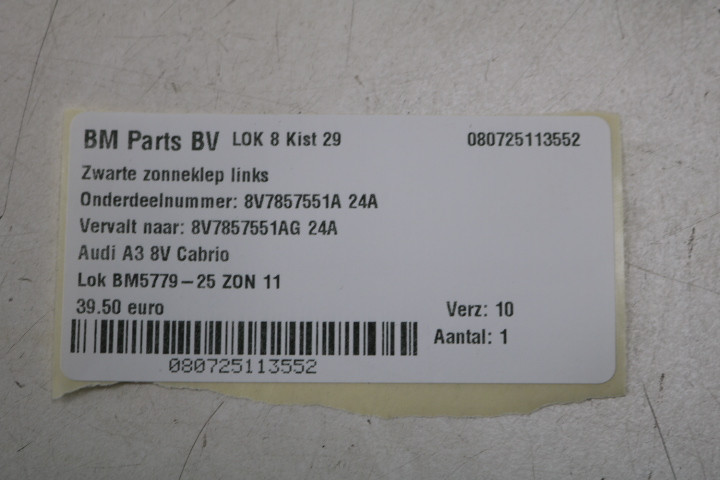 BM Parts BV LOK 8 Kist 29 080725113552
Zwarte zonneklep links
Onderdeelnummer: 8V7857551A 24A
Vervalt naar: 8V7857551AG 24A
Audi A3 8V Cabrio
Lok BM5779-25 ZON 11
39.50 euro Verz: 10
Aantal: 1
080725113552